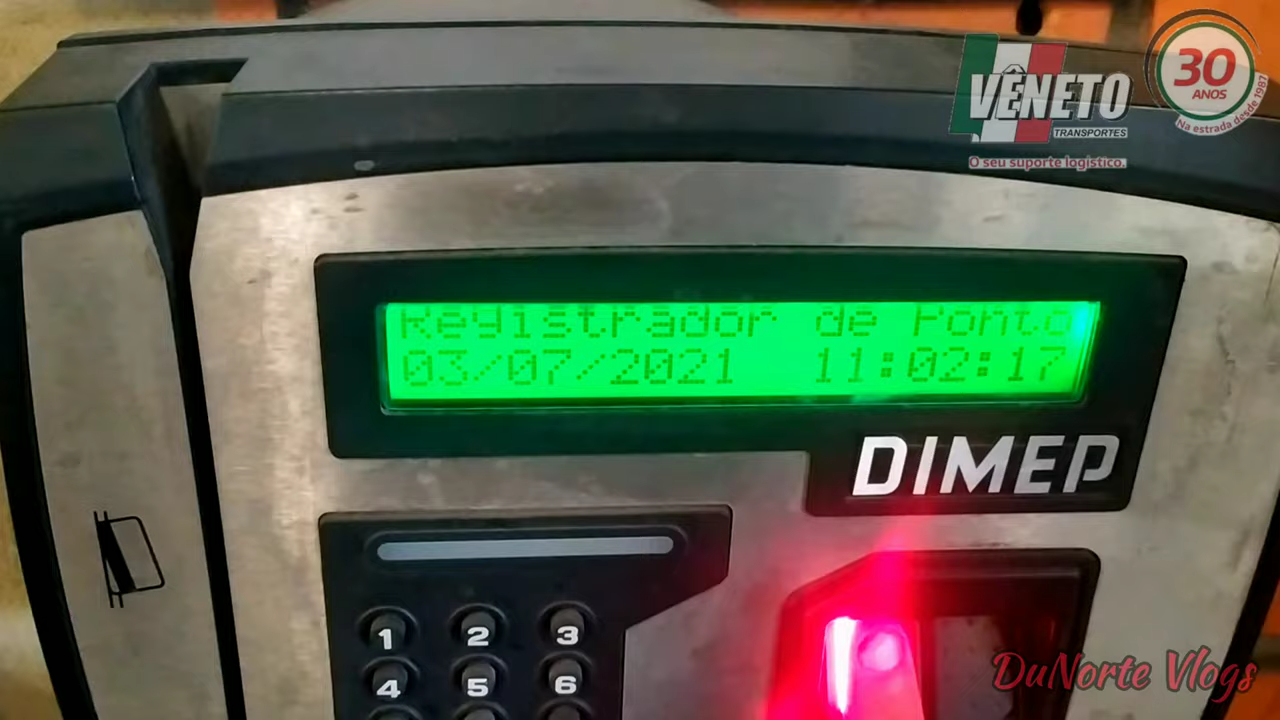 VÊNETO
TRANSPORTES
O seu suporte logístico.
30
ANOS
Na estrada desde 1987
Registrador de Ponto
03/07/2021 11:02:17
DIMEP
1 2 3
4 5 6
DuNorte Vlogs